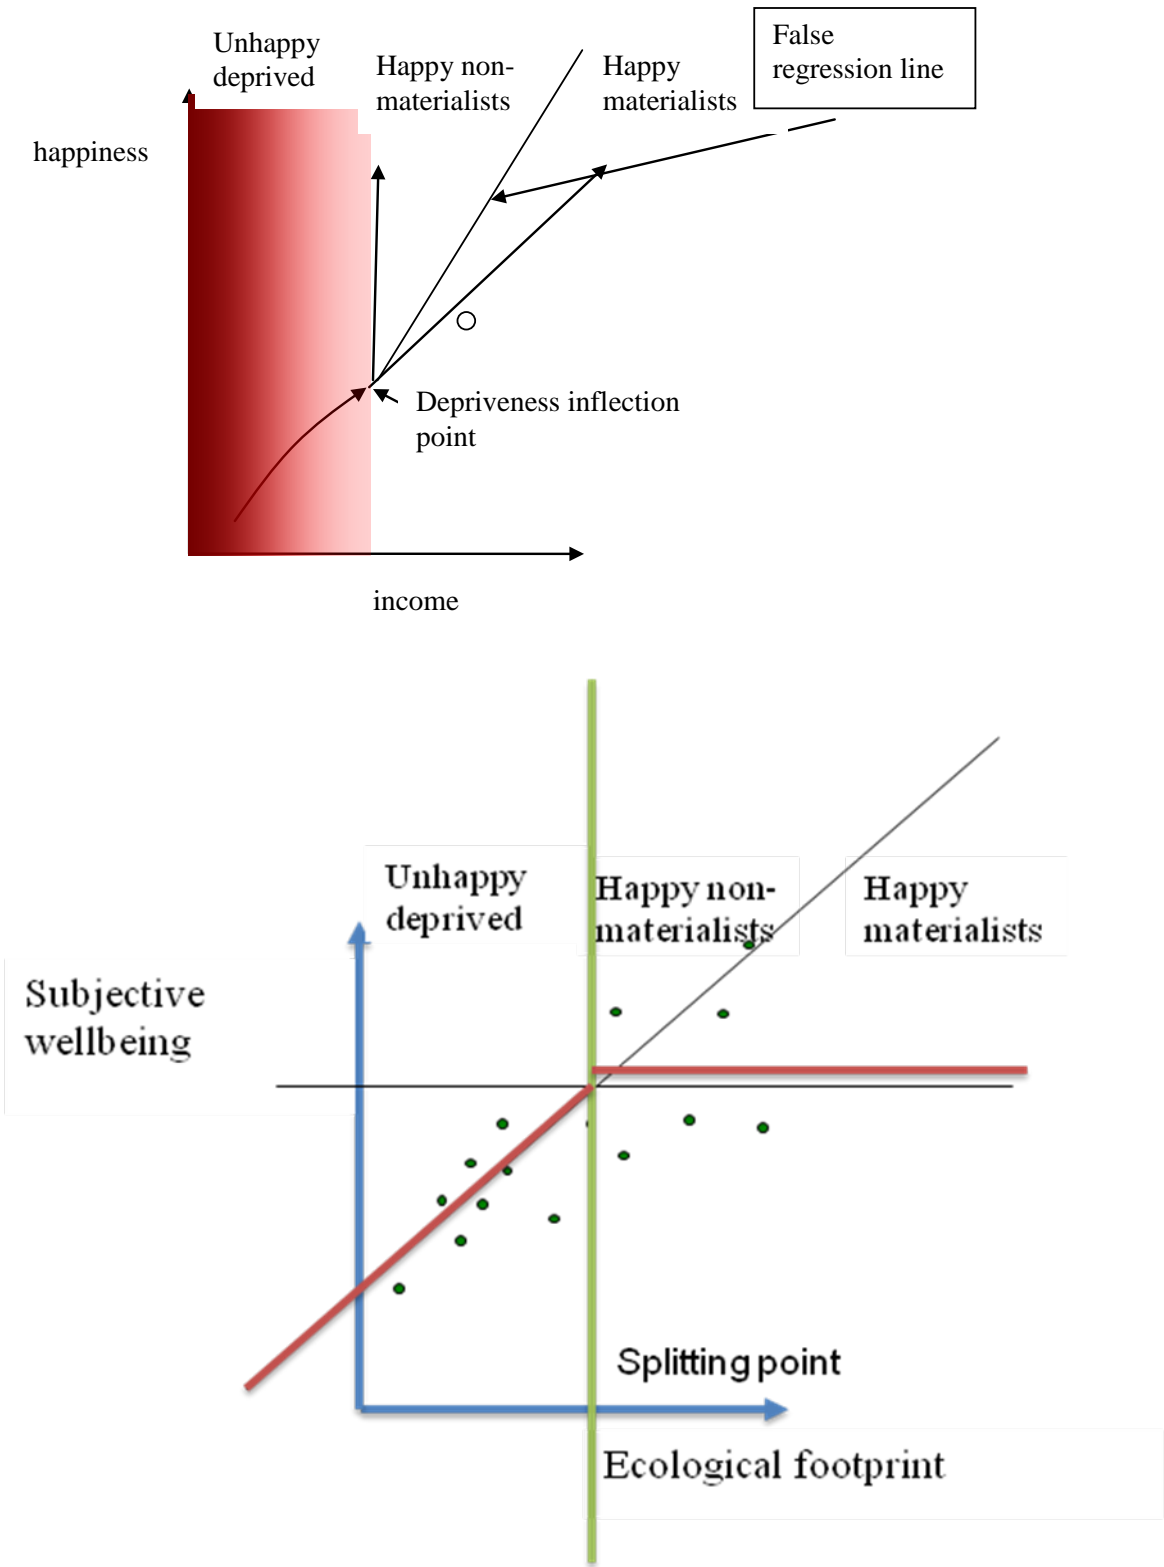 Unhappy
deprived
Happy non-
materialists
Happy
materialists
False
regression line
happiness
Depriveness inflection
point
income
Unhappy
deprived
Happy non-
materialists
Happy
materialists
Subjective
wellbeing
Splitting point
Ecological footprint